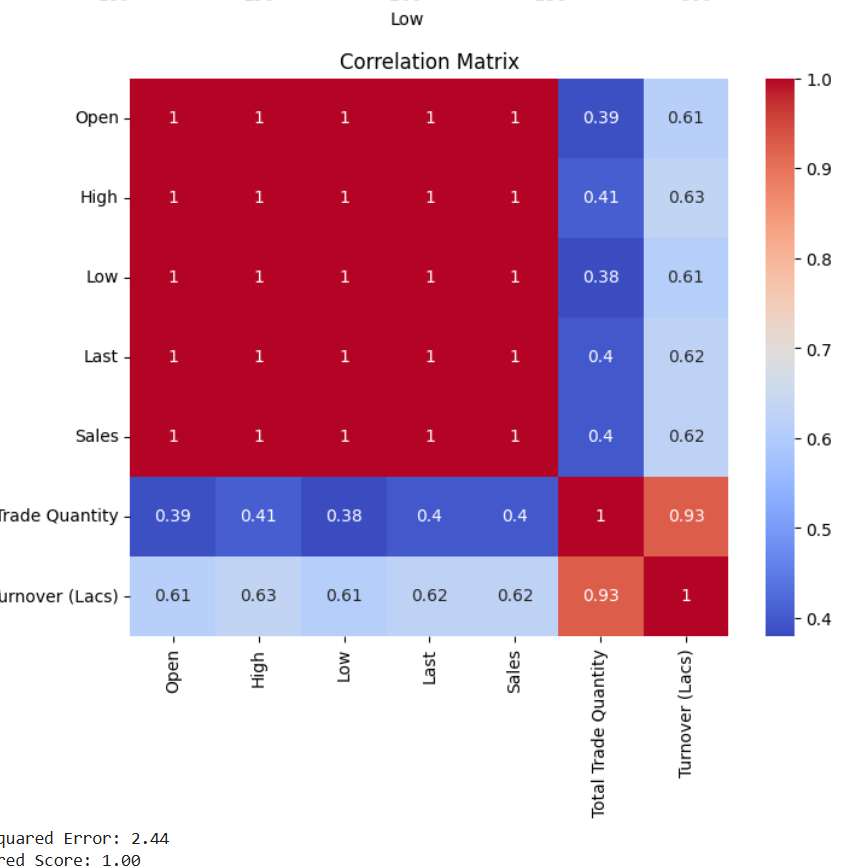 Low
Correlation Matrix
Open 1 1 1 1 1 0.39 0.61
High 1 1 1 1 1 0.41 0.63
Low 1 1 1 1 1 0.38 0.61
Last 1 1 1 1 1 0.4 0.62
Sales 1 1 1 1 1 0.4 0.62
Trade Quantity 0.39 0.41 0.38 0.4 0.4 1 0.93
urnover (Lacs) 0.61 0.63 0.61 0.62 0.62 0.93 1
Open
High
Low
Last
Sales
Total Trade Quantity
Turnover (Lacs)
1.0
0.9
0.8
0.7
0.6
0.5
0.4
quared Error: 2.44
red Score: 1.00